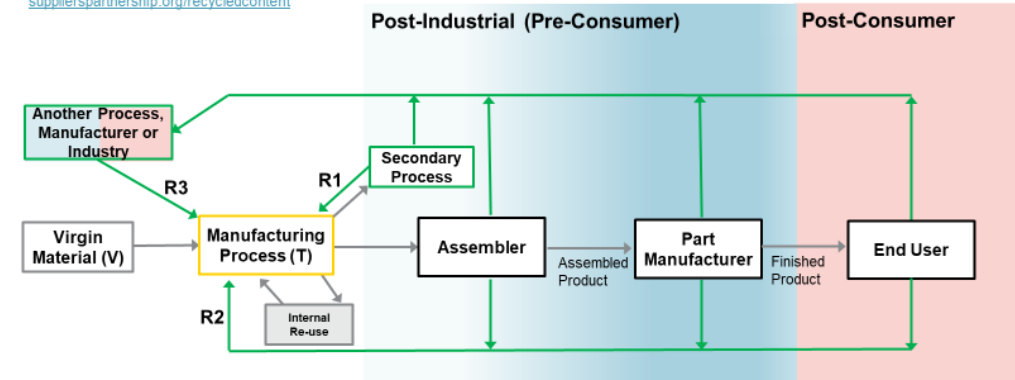 supplierspartnership.org/recycledcontent
Post-Industrial (Pre-Consumer)
Post-Consumer
Another Process,
Manufacturer or
Industry
Secondary
Process
R1
R3
Virgin
Material (V)
Manufacturing
Process (T)
Assembler
Assembled
Product
Part
Manufacturer
Finished
Product
End User
Internal
Re-use
R2